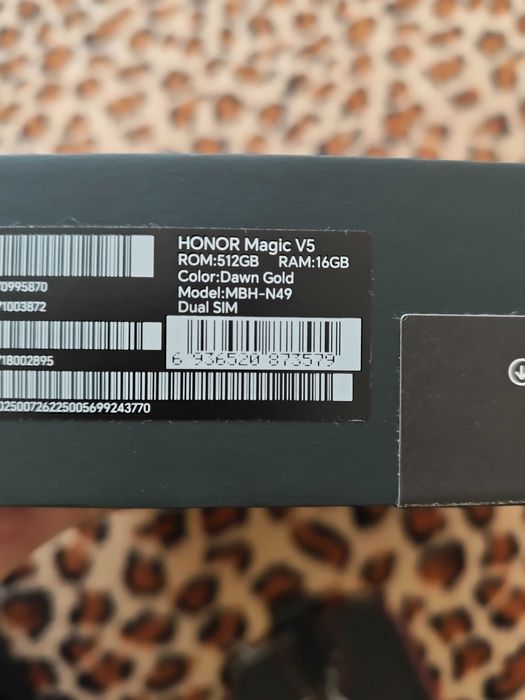 HONOR Magic V5
ROM:512GB RAM:16GB
Color:Dawn Gold
Model:MBH-N49
Dual SIM
6 936520 873579
70995870
71003872
718002895
02500726225005699243770